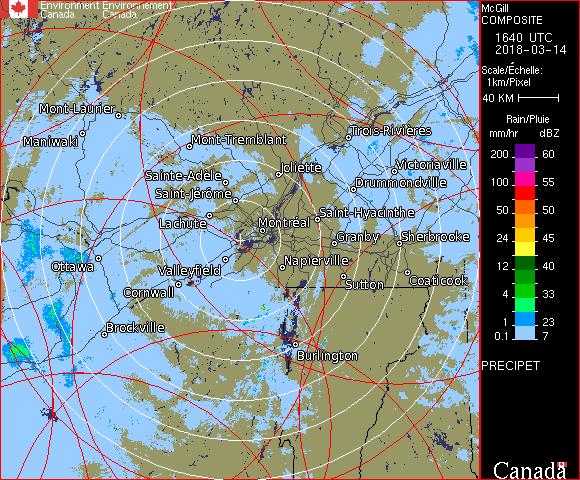 Environment Environnement
Canada Canada
McGill
COMPOSITE
1640 UTC
2018-03-14
Scale/Échelle:
1km/Pixel
40 KM
Rain/Pluie
mm/hr dBZ
200 60
100 55
50 50
24 45
12 40
4 33
1 23
0.1 7
PRECIPET
Canada
Mont-Laurier
Maniwaki
Mont-Tremblant
Trois-Rivières
Joliette
Victoriaville
Sainte-Adèle
Drummondville
Saint-Jérôme
Lachute
Saint-Hyacinthe
Montréal
Granby
Sherbrooke
Ottawa
Valleyfield
Napierville
Sutton
Coaticook
Cornwall
Brockville
Burlington